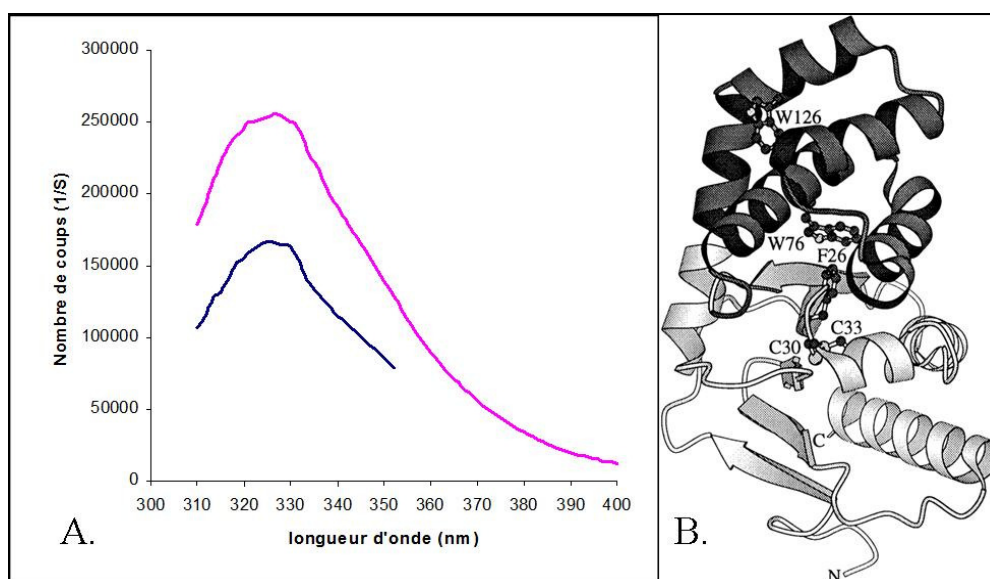 300000
250000
200000
150000
100000
50000
0
Nombre de coups (1/S)
300 310 320 330 340 350 360 370 380 390 400
longueur d'onde (nm)
A.
W126
W76
F26
C33
C30
C
N
B.